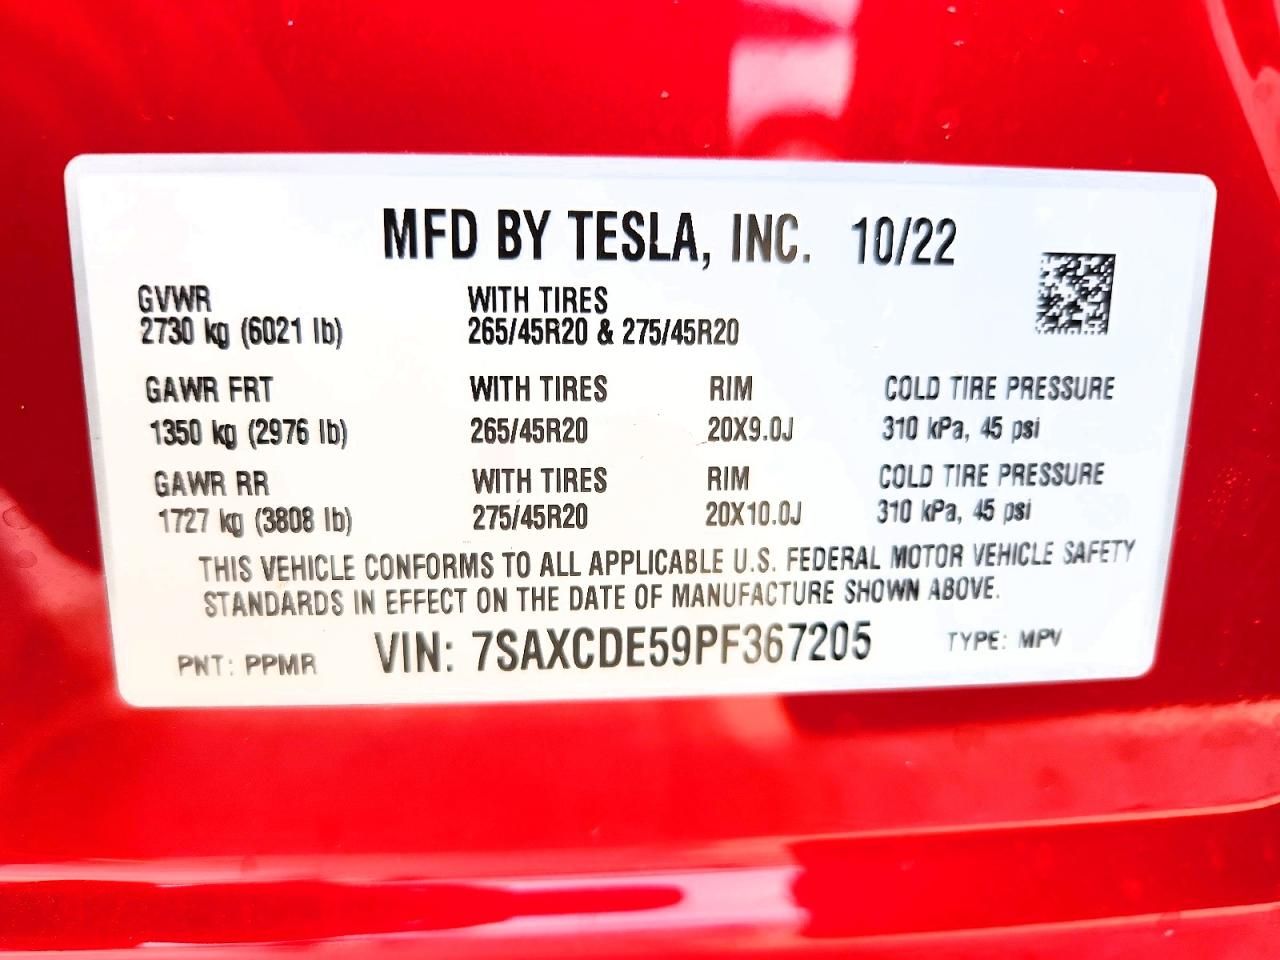 MFD BY TESLA, INC. 10/22
GVWR WITH TIRES
2730 kg (6021 lb) 265/45R20 & 275/45R20
GAWR FRT WITH TIRES RIM COLD TIRE PRESSURE
1350 kg (2976 lb) 265/45R20 20X9.0J 310 kPa, 45 psi
GAWR RR WITH TIRES RIM COLD TIRE PRESSURE
1727 kg (3808 lb) 275/45R20 20X10.0J 310 kPa, 45 psi
THIS VEHICLE CONFORMS TO ALL APPLICABLE U.S. FEDERAL MOTOR VEHICLE SAFETY
STANDARDS IN EFFECT ON THE DATE OF MANUFACTURE SHOWN ABOVE.
PNT: PPMR VIN: 7SAXCDE59PF367205 TYPE: MPV